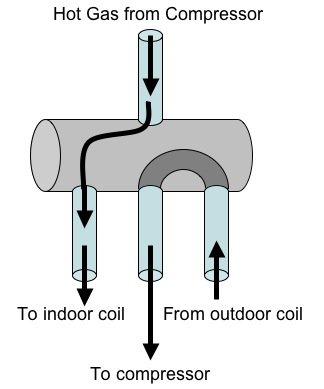 Hot Gas from Compressor
To indoor coil
From outdoor coil
To compressor